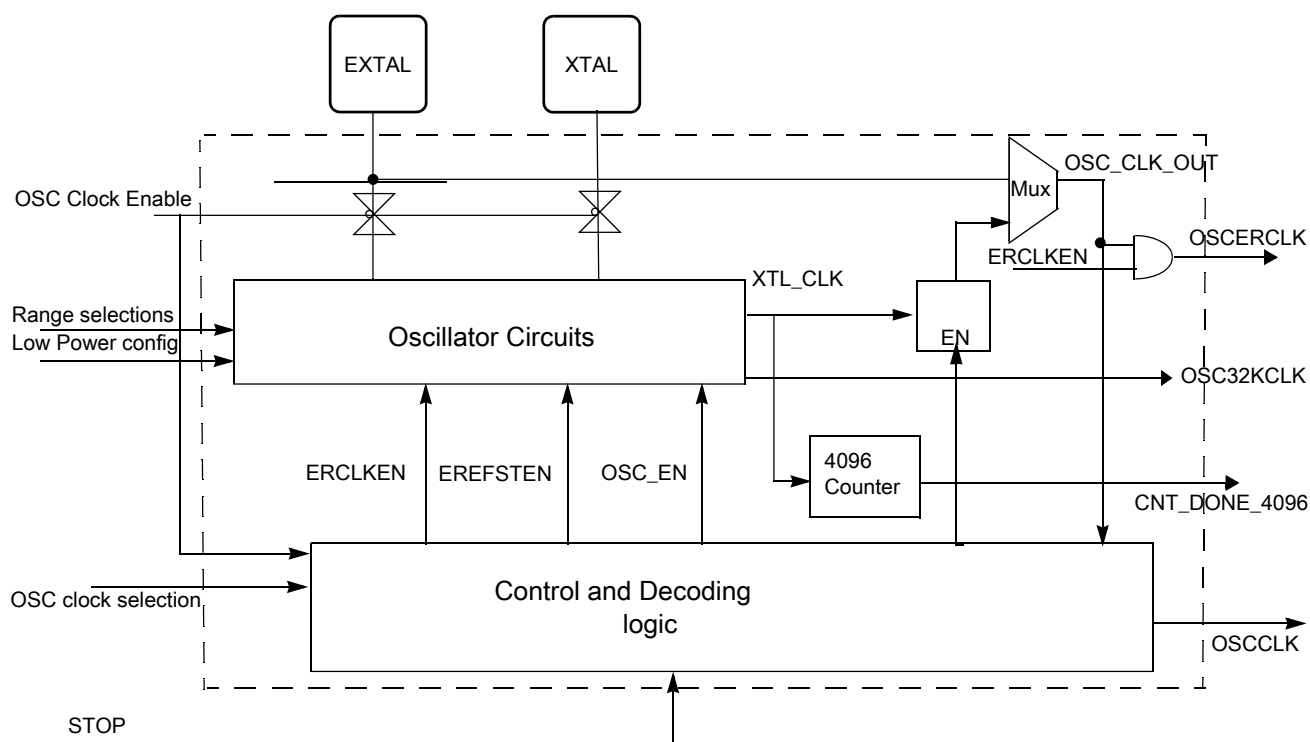 EXTAL
XTAL
Mux
OSC_CLK_OUT
OSC Clock Enable
ERCLKEN
OSCERCLK
XTL_CLK
Range selections
Low Power config
Oscillator Circuits
EN
OSC32KCLK
ERCLKEN
EREFSTEN
OSC_EN
4096
Counter
CNT_DONE_4096
OSC clock selection
Control and Decoding
logic
OSCCLK
STOP